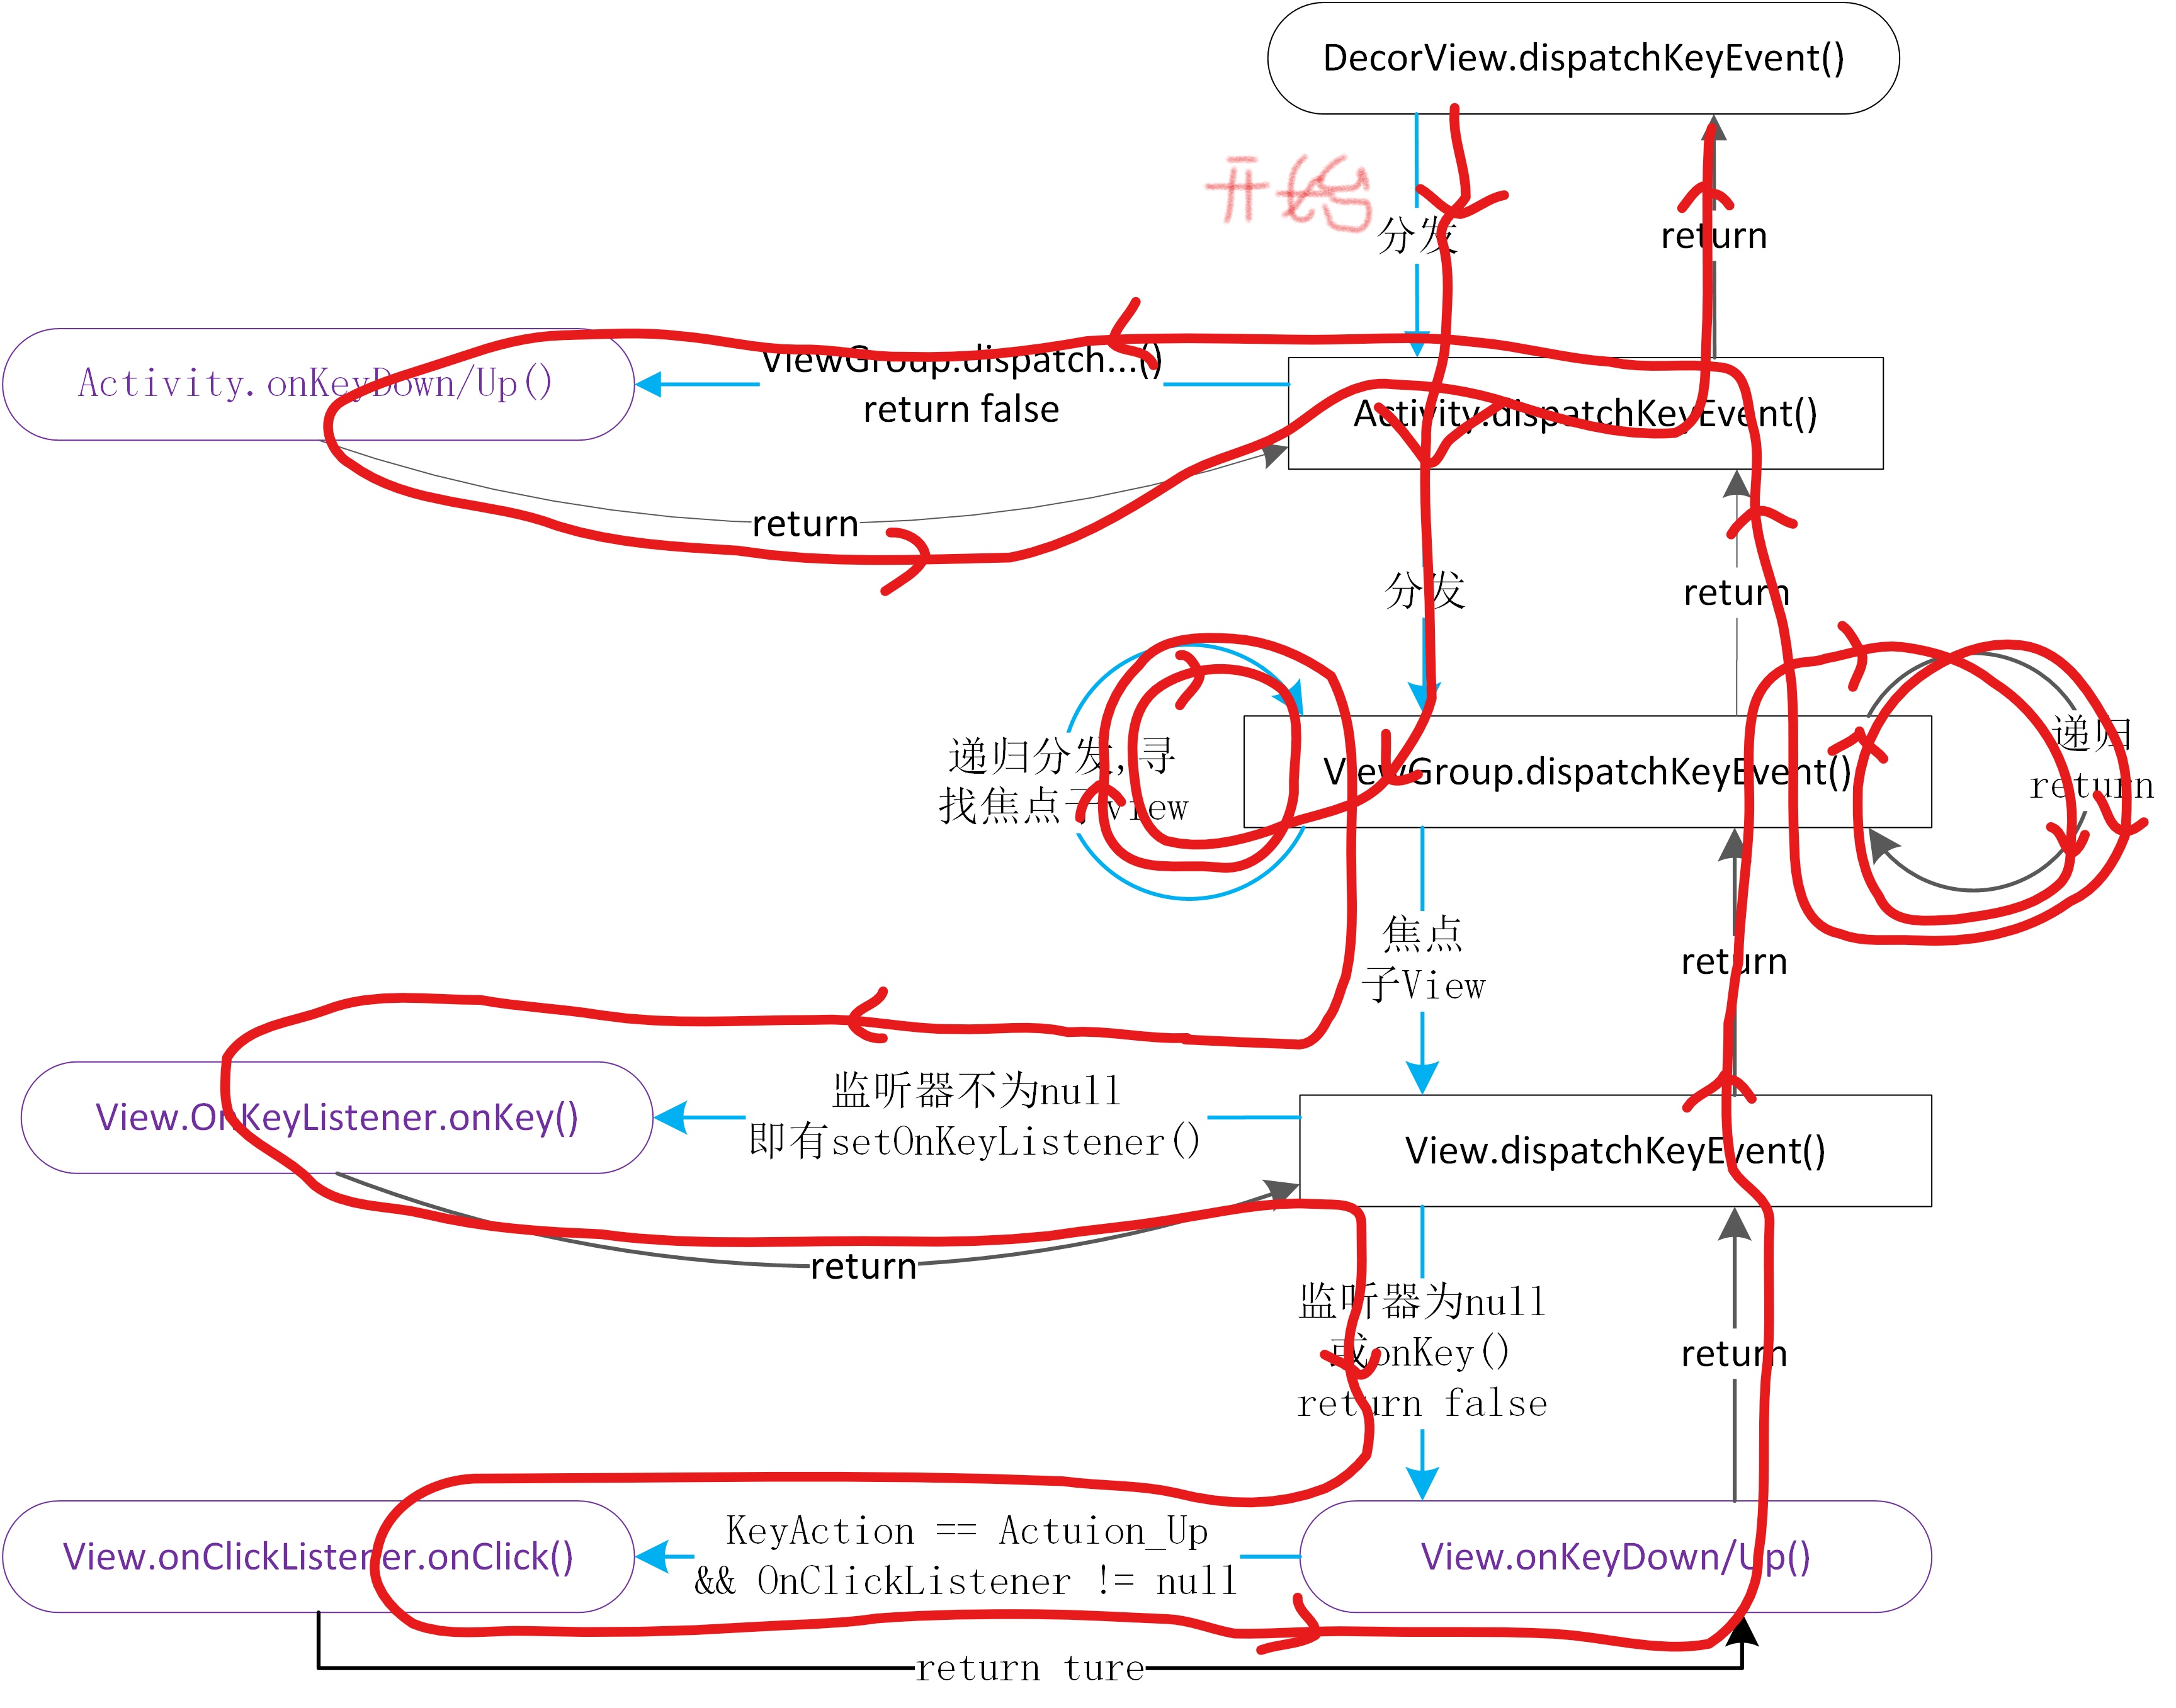 DecorView.dispatchKeyEvent()
开始
分发
return
Activity.onKeyDown/Up()
ViewGroup.dispatch...()
return false
Activity.dispatchKeyEvent()
return
分发
return
递归分发,寻
找焦点子view
ViewGroup.dispatchKeyEvent()
递归
return
焦点
子View
return
View.OnKeyListener.onKey()
监听器不为null
即有setOnKeyListener()
View.dispatchKeyEvent()
return
监听器为null
或onKey()
return false
return
View.onClickListener.onClick()
KeyAction == Actuion_Up
&& OnClickListener != null
View.onKeyDown/Up()
return ture